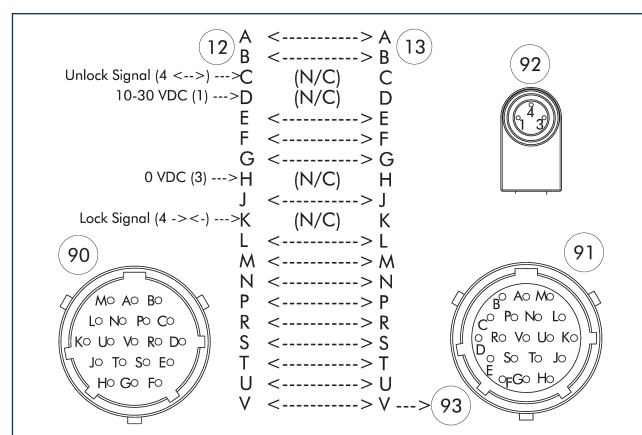 12 A <------------> A 13
B <------------> B
Unlock Signal (4 <-->) --->C (N/C) C
10-30 VDC (1) --->D (N/C) D
E <------------> E
F <------------> F
G <------------> G
0 VDC (3) --->H (N/C) H
J <------------> J
Lock Signal (4 -><-) --->K (N/C) K
L <------------> L
M <------------> M
N <------------> N
P <------------> P
R <------------> R
S <------------> S
T <------------> T
U <------------> U
V <------------> V ---> 93
92
4
1 3
90
M A B
L N P C
K U V R D
J T S E
H G F
91
B A M
C P N L
D R V U K
E S T J
F G H